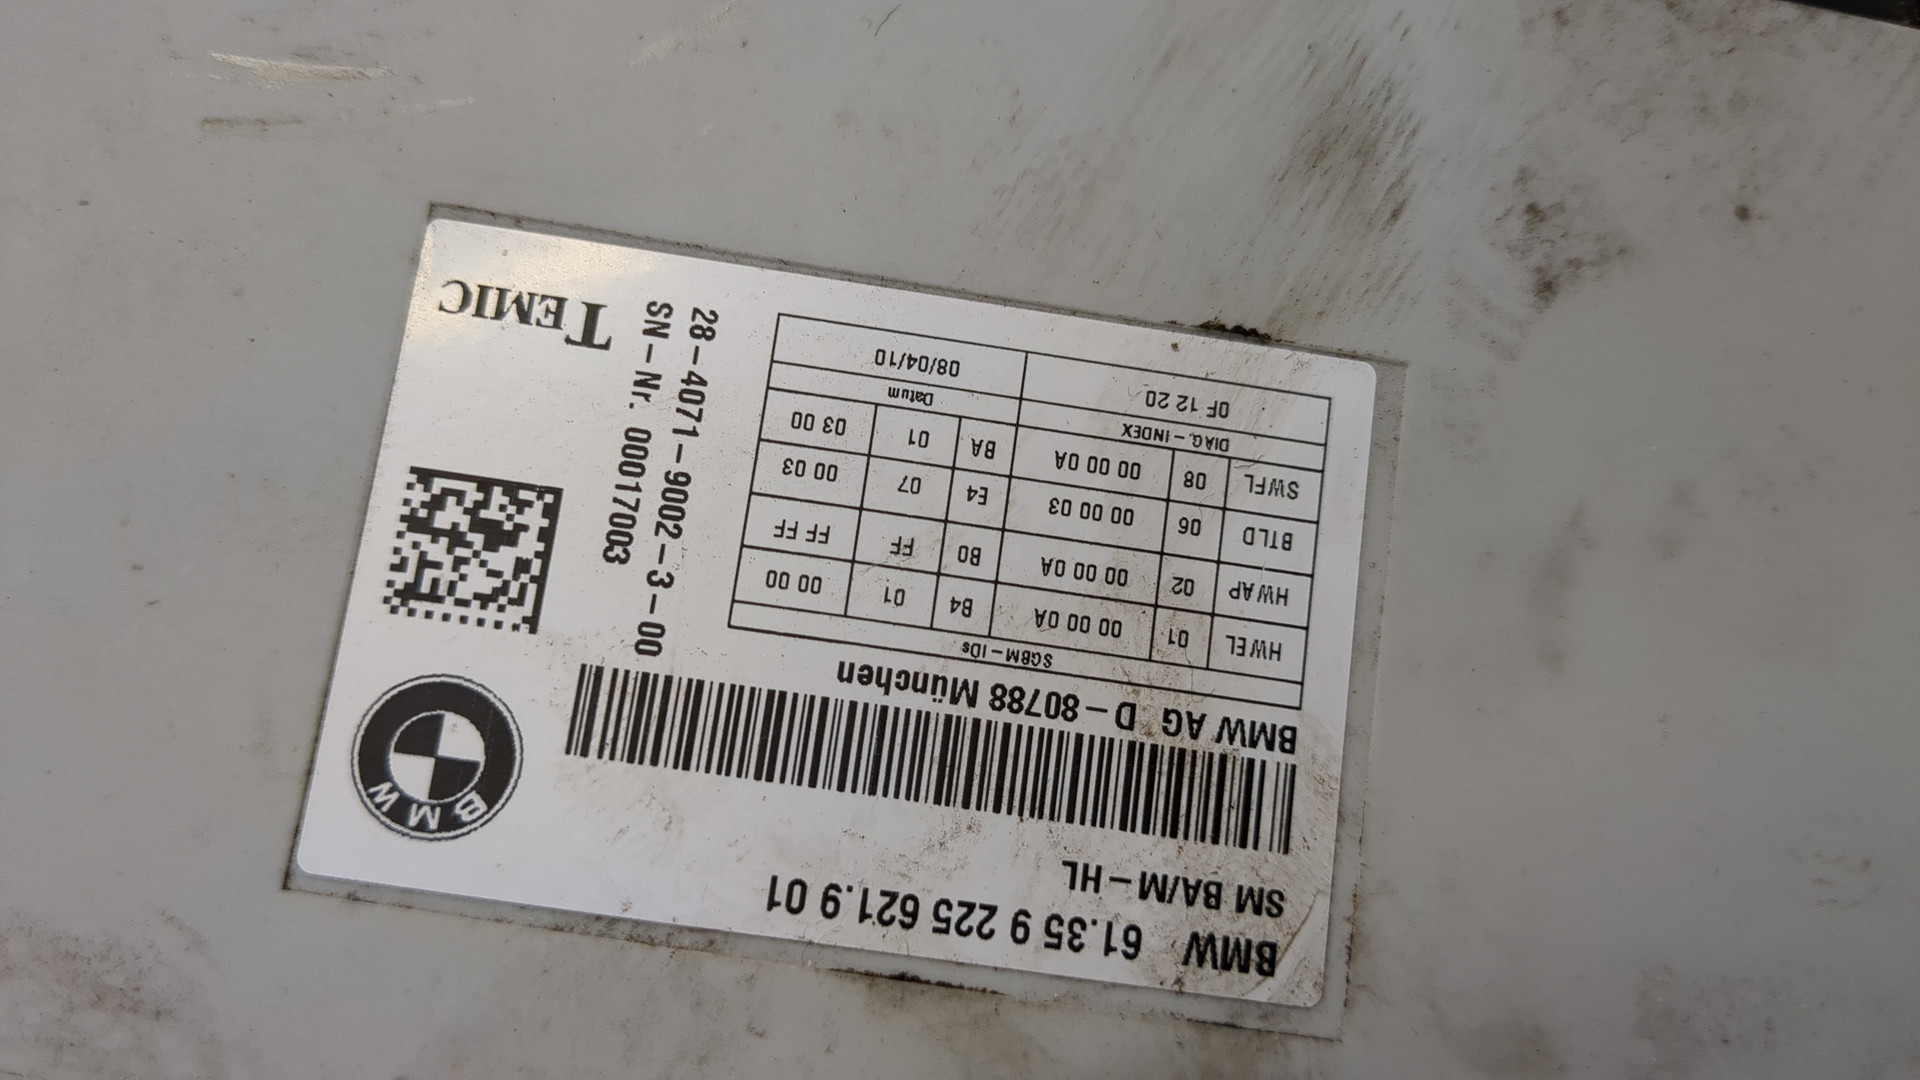 BMW 61.35 9 225 621.9 01
SM BA/M-HL
BMW
BMW AG D-80788 München
SGBM-IDs
HWEL 01 00 00 0A B4 01 00 00
HWAP 02 00 00 0A B0 FF FF FF
BTLD 06 00 00 03 E4 07 00 03
SWFL 08 00 00 0A BA 01 03 00
DIAG.-INDEX Datum
0F 12 20 08/04/10
28-4071-9002-3-00
SN-Nr. 00017003
TEMIC